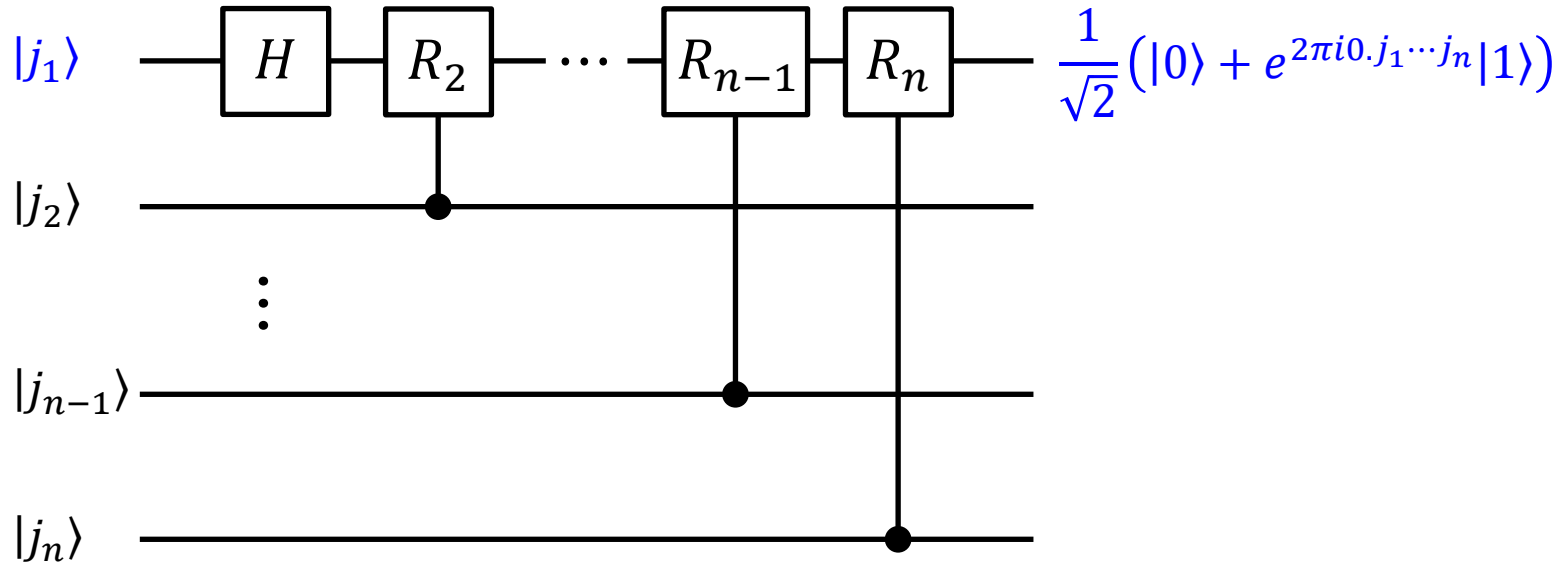 |j₁⟩ H R₂ ⋯ Rₙ₋₁ Rₙ 1/√2 (|0⟩ + e^{2πi0.j₁⋯jₙ}|1⟩)
|j₂⟩
⋮
|jₙ₋₁⟩
|jₙ⟩